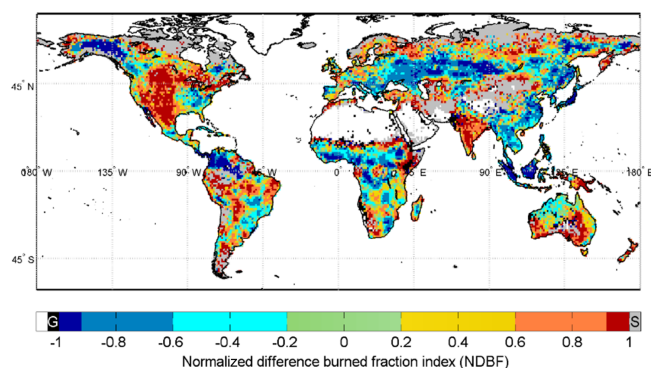 45° N
180° W 135° W 90° W 45° W 0° 45° E 90° E 135° E 180° E
0°
45° S
G S
-1 -0.8 -0.6 -0.4 -0.2 0 0.2 0.4 0.6 0.8 1
Normalized difference burned fraction index (NDBF)